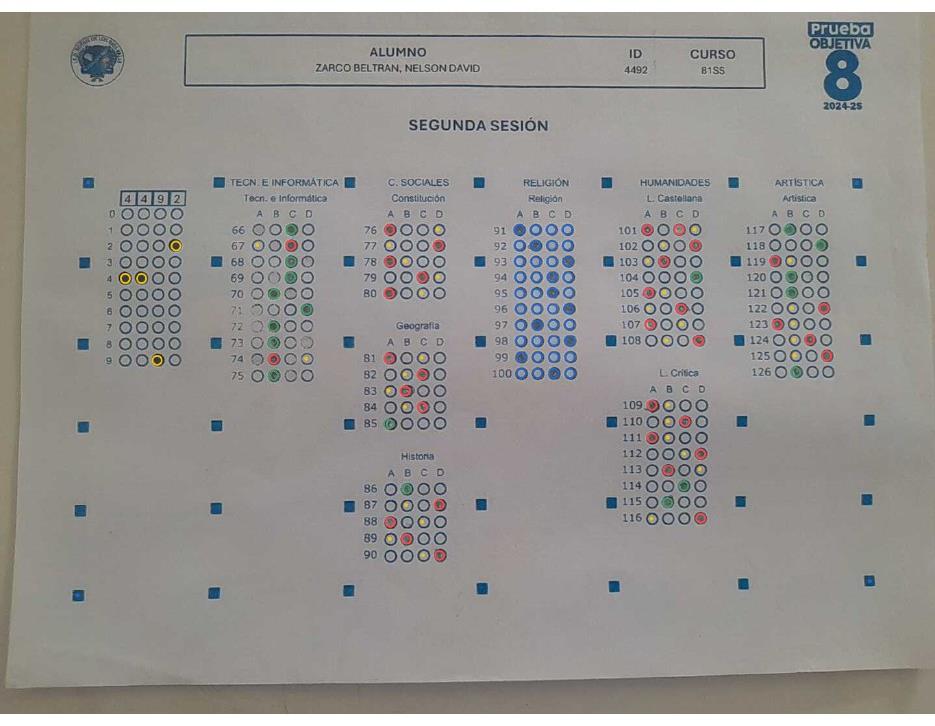 Prueba
OBJETIVA
8
2024-25
ALUMNO
ZARCO BELTRAN, NELSON DAVID
ID
4492
CURSO
81SS
SEGUNDA SESIÓN
4 4 9 2
0
1
2
3
4
5
6
7
8
9
TECN. E INFORMÁTICA
Tecn. e Informática
A B C D
66
67
68
69
70
71
72
73
74
75
C. SOCIALES
Constitución
A B C D
76
77
78
79
80
Geografía
A B C D
81
82
83
84
85
Historia
A B C D
86
87
88
89
90
RELIGIÓN
Religión
A B C D
91
92
93
94
95
96
97
98
99
100
HUMANIDADES
L. Castellana
A B C D
101
102
103
104
105
106
107
108
L. Crítica
A B C D
109
110
111
112
113
114
115
116
ARTÍSTICA
Artística
A B C D
117
118
119
120
121
122
123
124
125
126